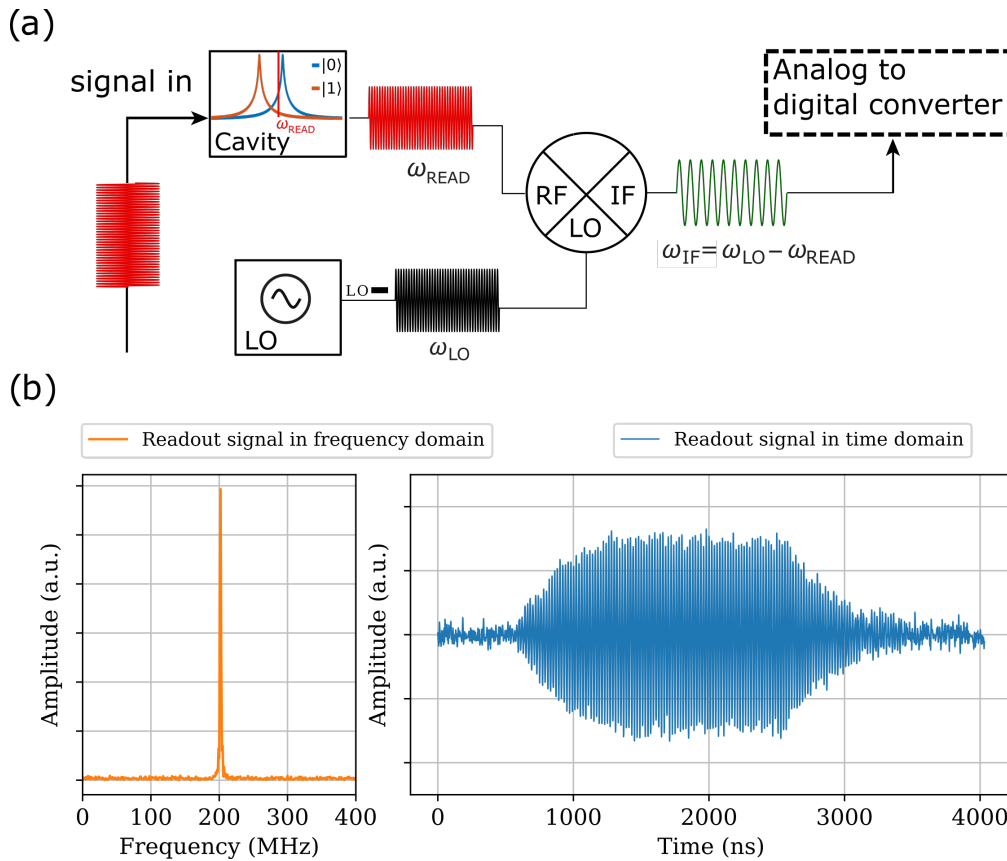 (a)
signal in
|0⟩
|1⟩
ω_READ
Cavity
ω_READ
RF
IF
LO
ω_IF= ω_LO− ω_READ
Analog to
digital converter
LO
LO
ω_LO
(b)
Readout signal in frequency domain
Readout signal in time domain
Amplitude (a.u.)
0 100 200 300 400
Frequency (MHz)
Amplitude (a.u.)
0 1000 2000 3000 4000
Time (ns)